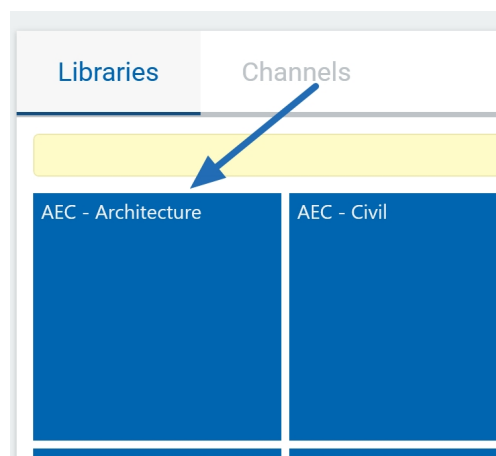 Libraries
Channels
AEC - Architecture
AEC - Civil